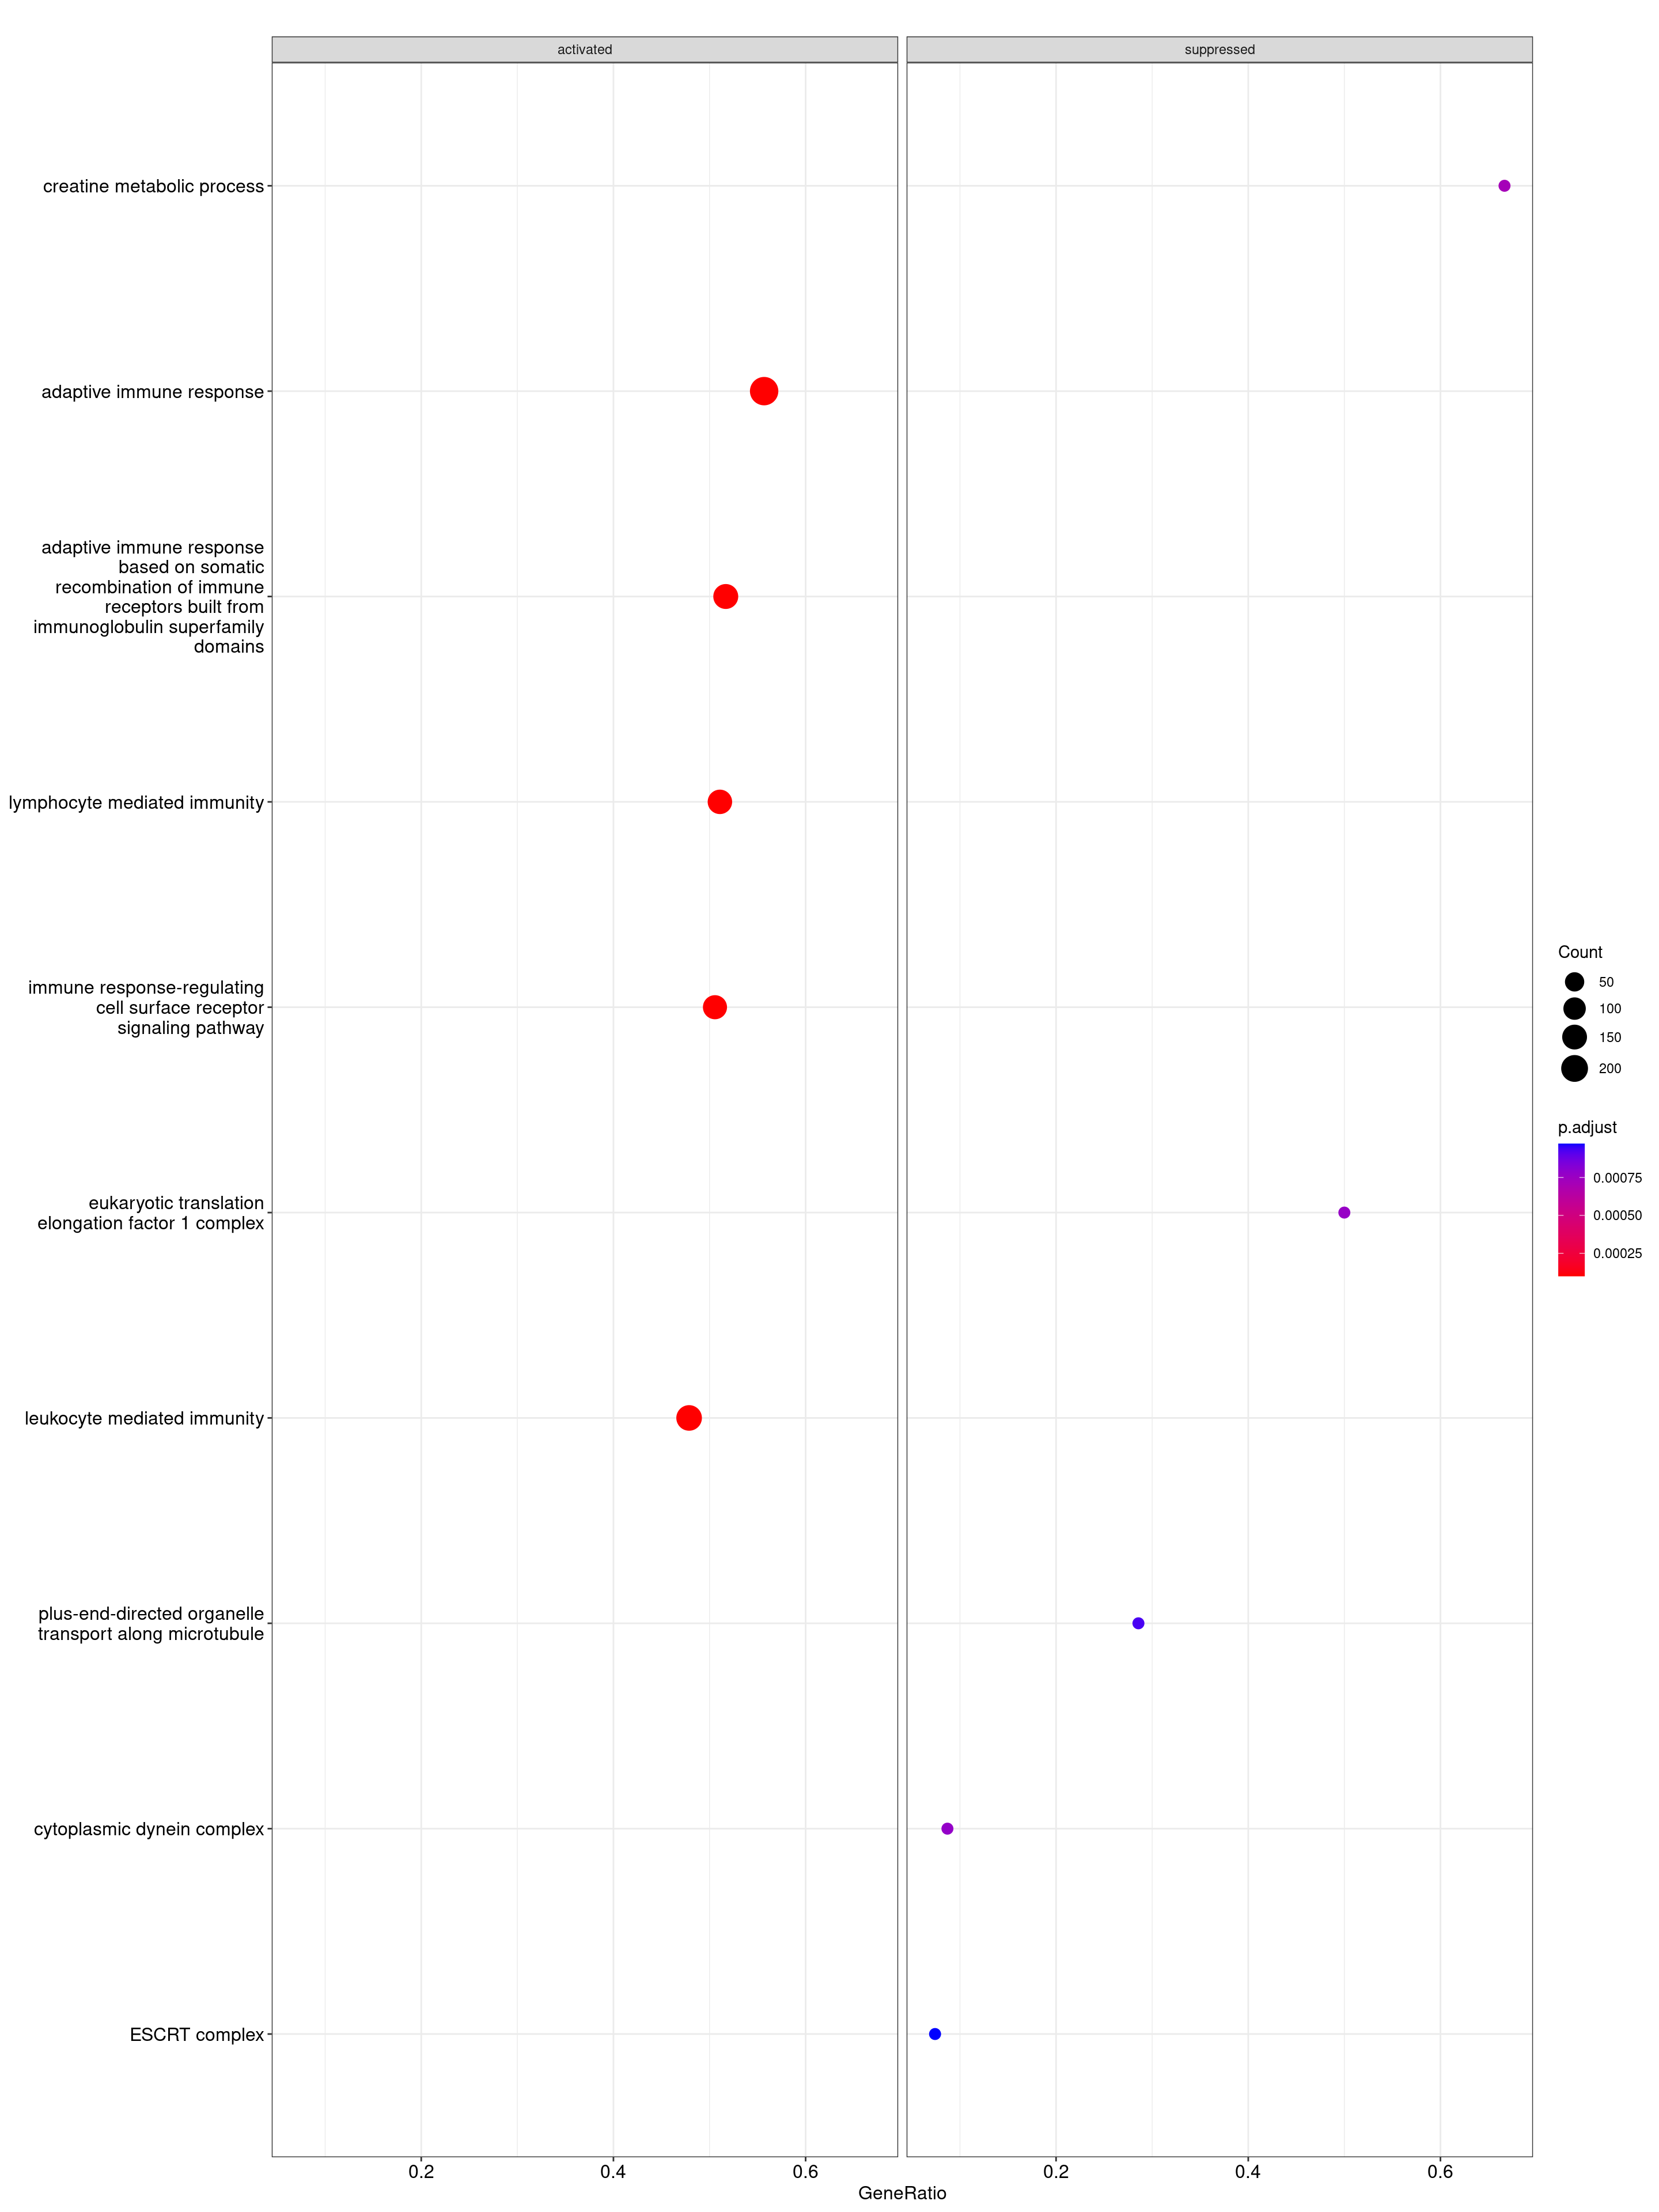 activated
suppressed
creatine metabolic process
adaptive immune response
adaptive immune response
based on somatic
recombination of immune
receptors built from
immunoglobulin superfamily
domains
lymphocyte mediated immunity
immune response-regulating
cell surface receptor
signaling pathway
eukaryotic translation
elongation factor 1 complex
leukocyte mediated immunity
plus-end-directed organelle
transport along microtubule
cytoplasmic dynein complex
ESCRT complex
0.2 0.4 0.6
0.2 0.4 0.6
GeneRatio
Count
50
100
150
200
p.adjust
0.00075
0.00050
0.00025